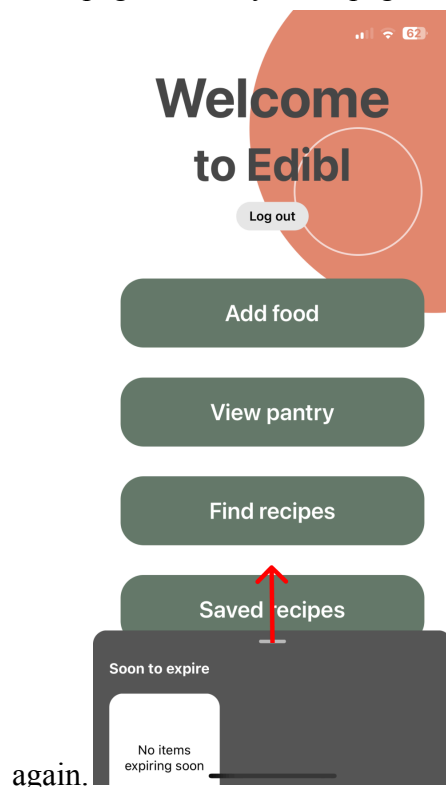 62
Welcome
to Edibl
Log out
Add food
View pantry
Find recipes
Saved recipes
Soon to expire
No items
expiring soon
again.